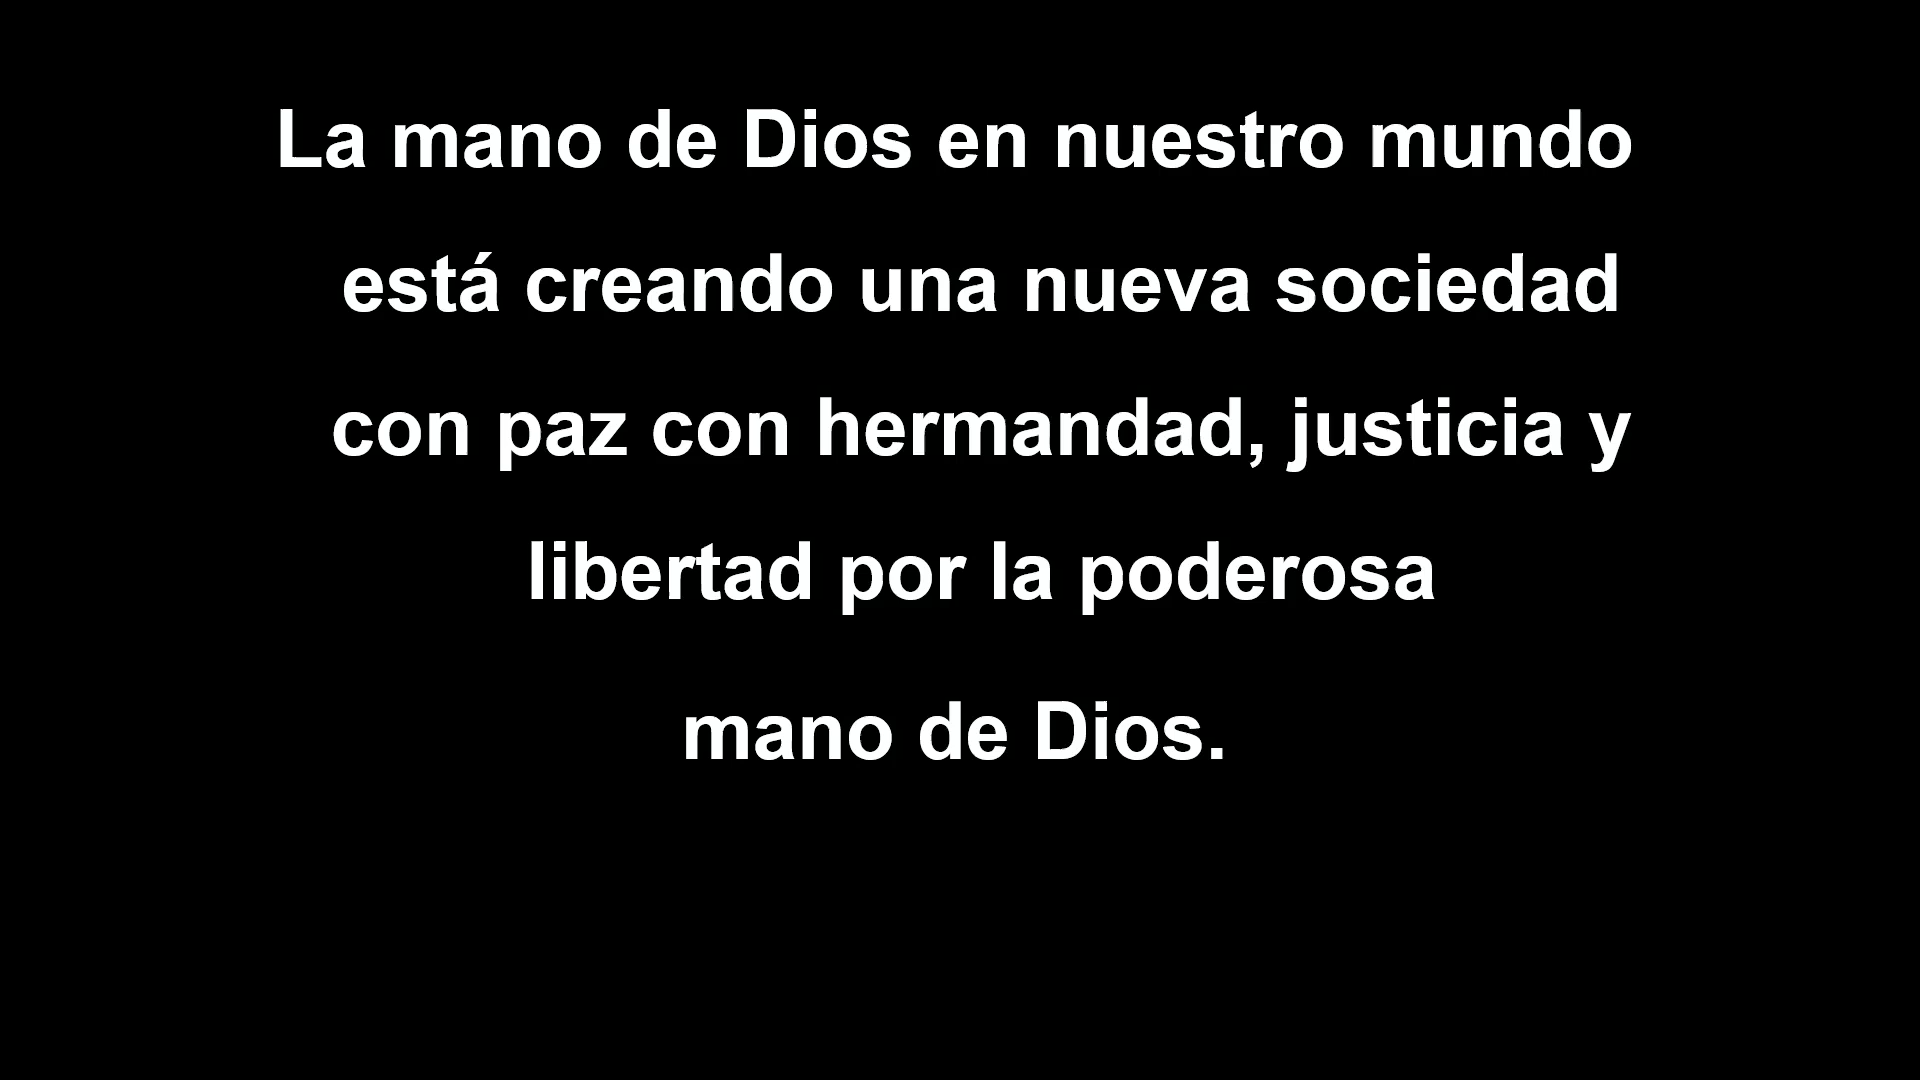 La mano de Dios en nuestro mundo
está creando una nueva sociedad
con paz con hermandad, justicia y
libertad por la poderosa
mano de Dios.